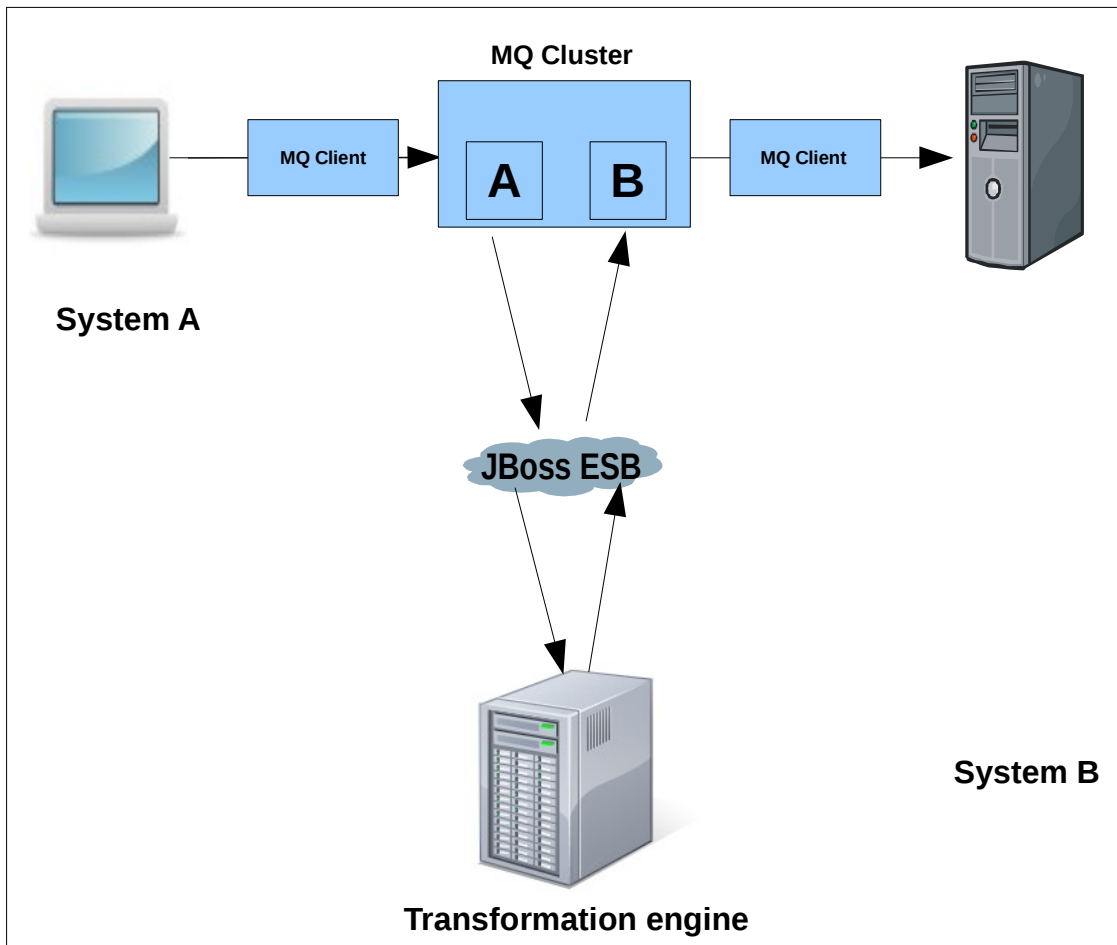 MQ Cluster
MQ Client
A
B
MQ Client
System A
JBoss ESB
System B
Transformation engine